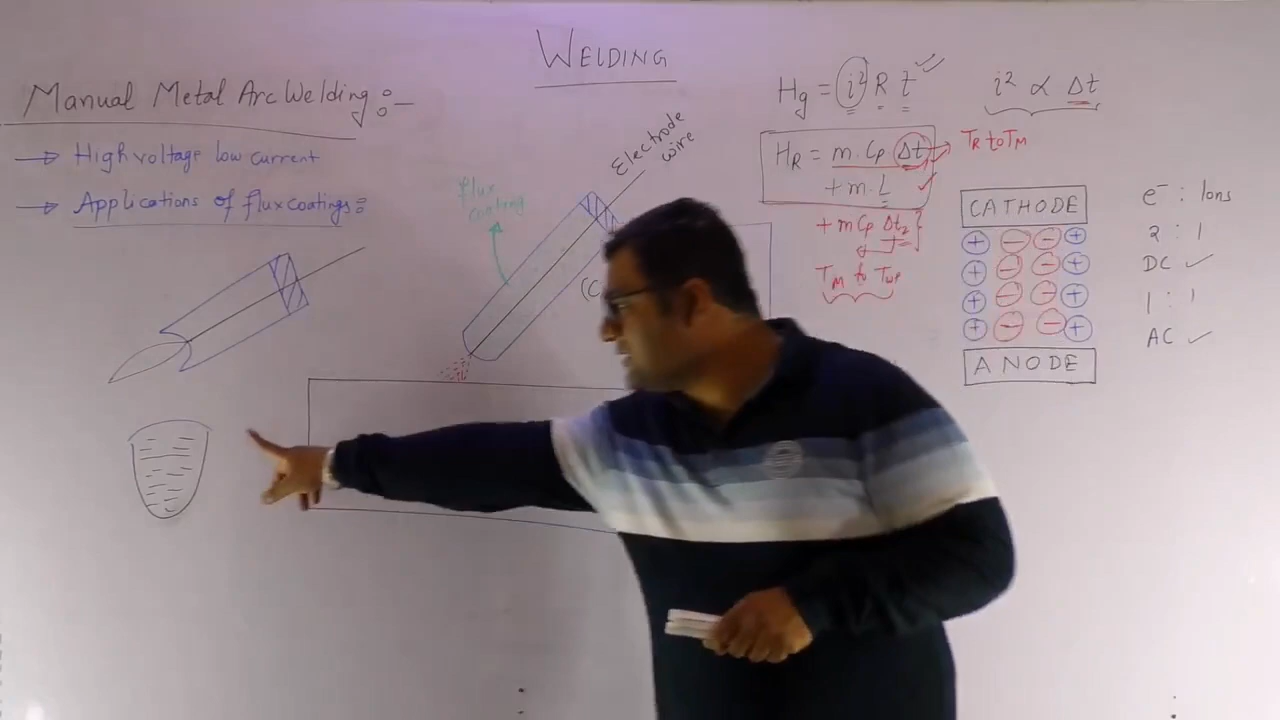 WELDING
Manual Metal Arc Welding:-
→ High voltage low current
→ Applications of flux coatings:
flux
coating
Electrode
wire
(C
Hg = i² R t
i² ∝ Δt
HR = m. Cp Δt → TR to TM
+ m. L
+ m Cp Δt₂
TM to Twp
CATHODE
+ − − +
+ − − +
+ − − +
+ − − +
ANODE
e⁻ : Ions
2 : 1
DC ✓
1 : 1
AC ✓